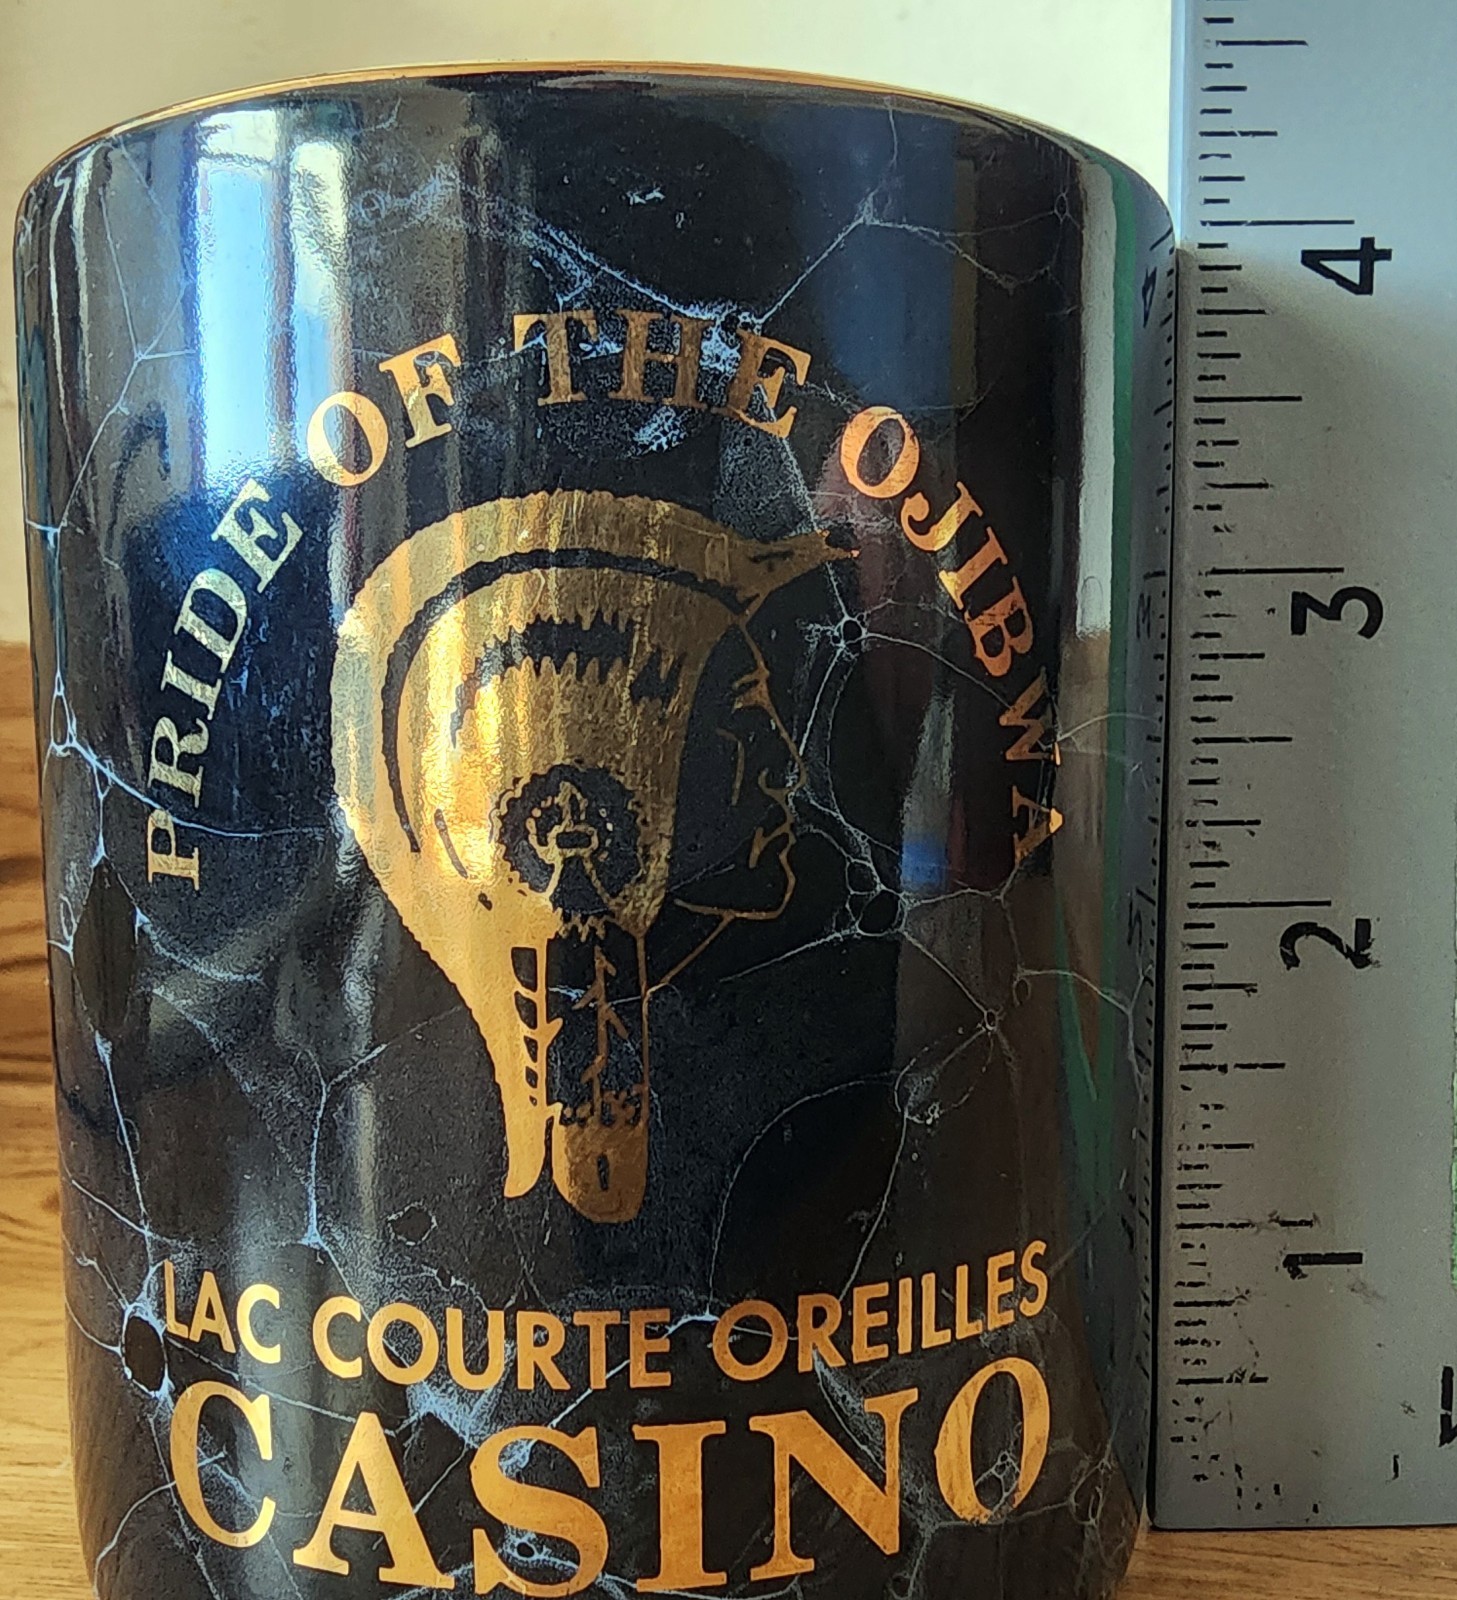 PRIDE OF THE OJIBWA
LAC COURTE OREILLES
CASINO
4
3
2
1